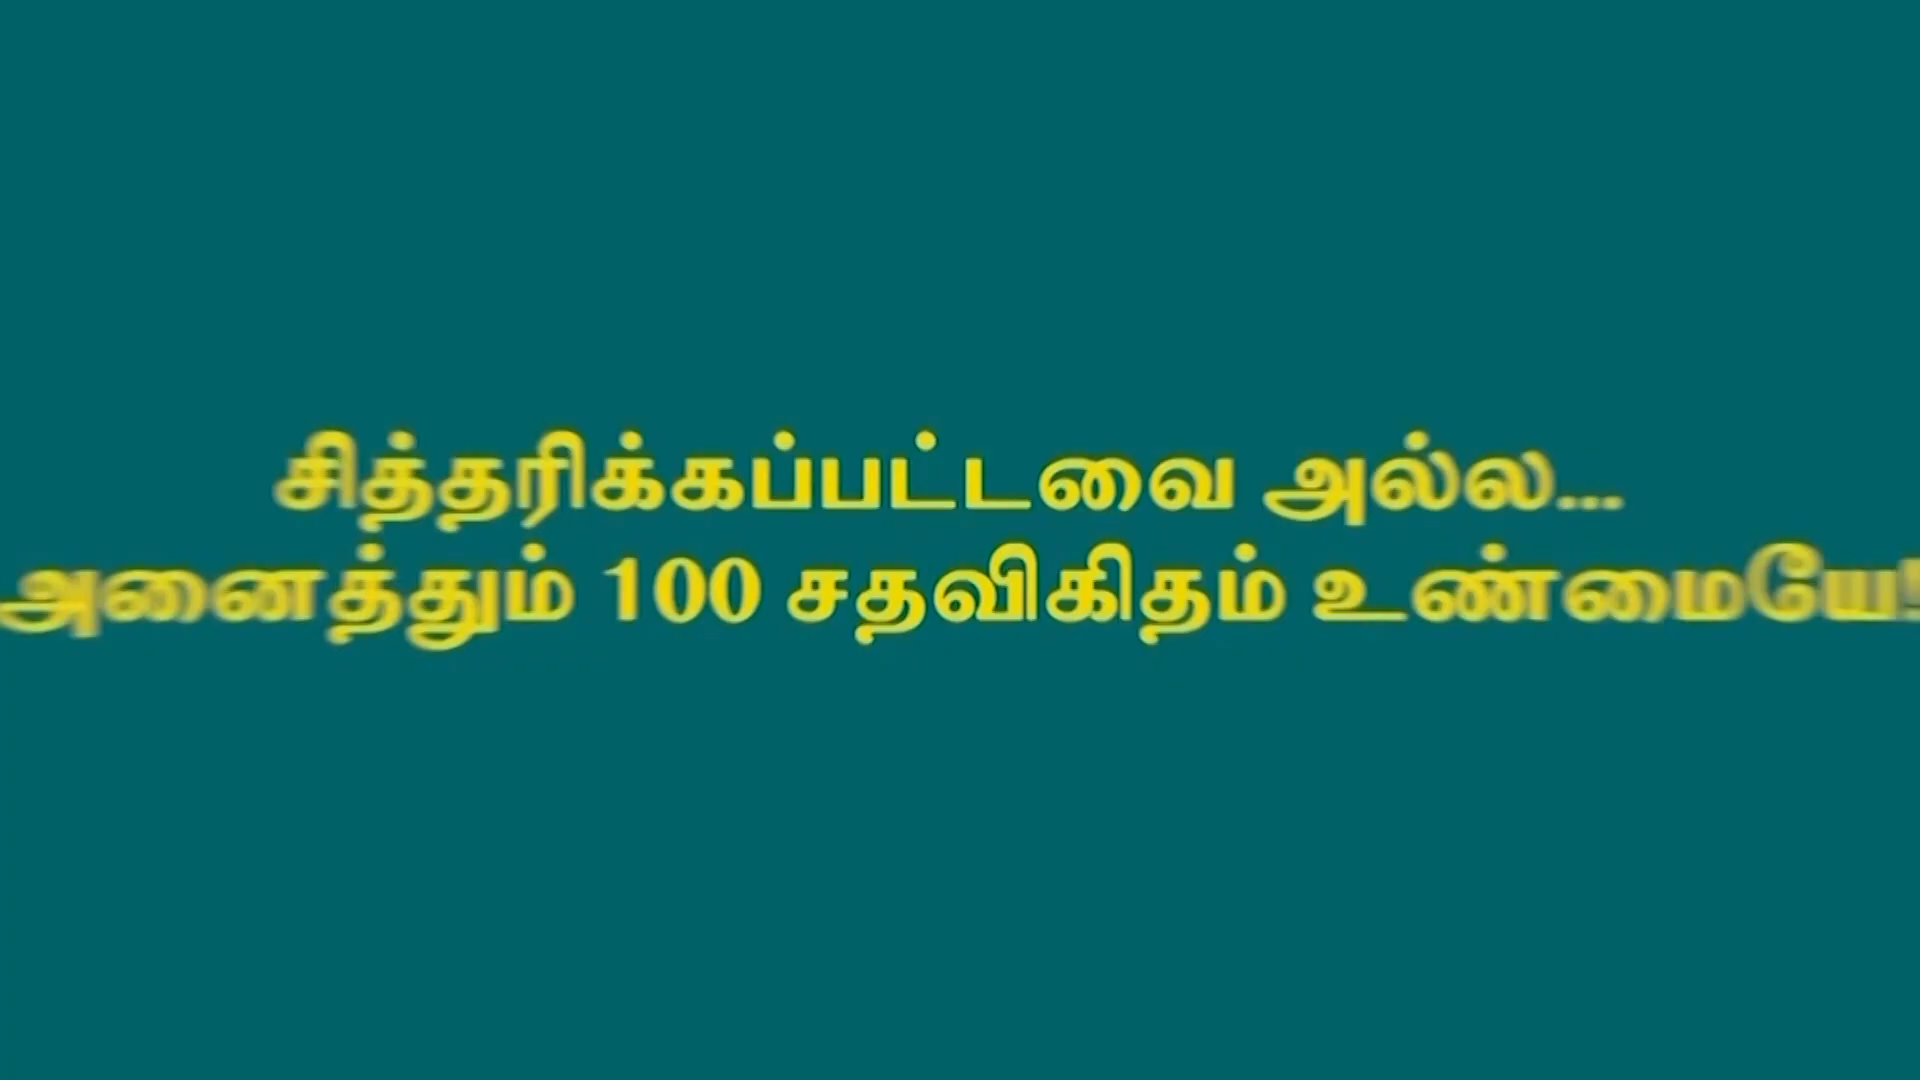 சித்தரிக்கப்பட்டவை அல்ல...
அனைத்தும் 100 சதவிகிதம் உண்மையே!